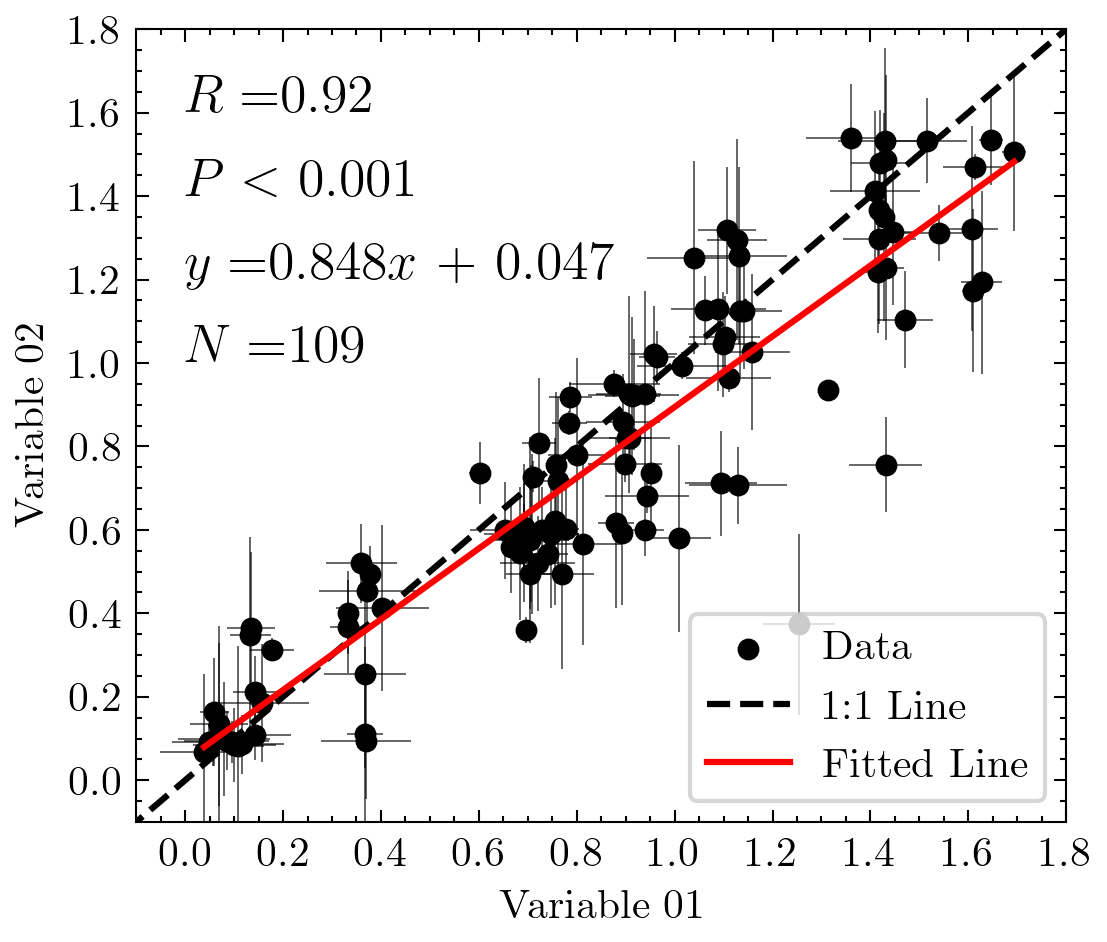 1.8
1.6
1.4
1.2
1.0
0.8
0.6
0.4
0.2
0.0
Variable 02
R =0.92
P < 0.001
y =0.848x + 0.047
N =109
Data
1:1 Line
Fitted Line
0.0 0.2 0.4 0.6 0.8 1.0 1.2 1.4 1.6 1.8
Variable 01